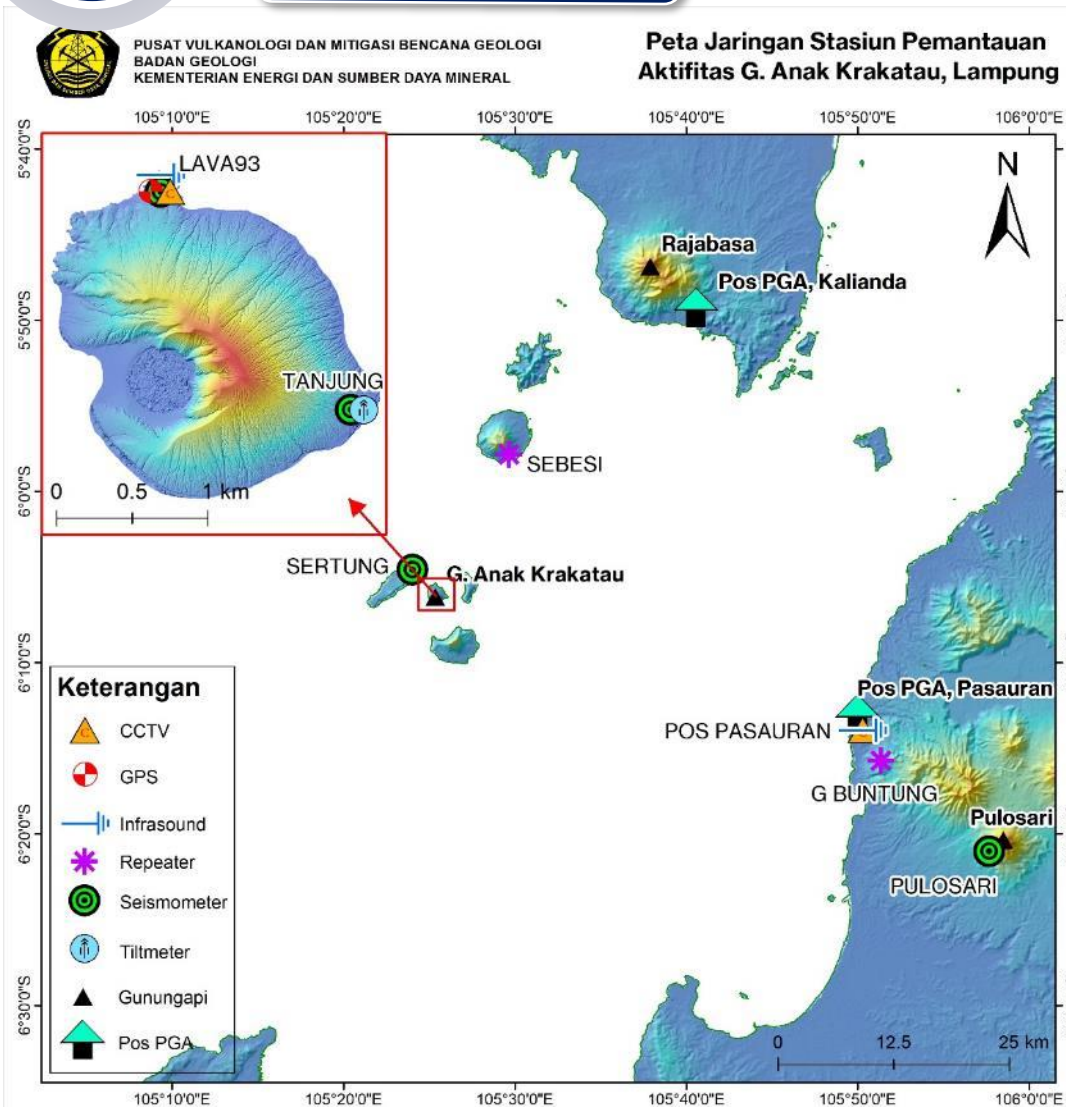 PUSAT VULKANOLOGI DAN MITIGASI BENCANA GEOLOGI
BADAN GEOLOGI
KEMENTERIAN ENERGI DAN SUMBER DAYA MINERAL
Peta Jaringan Stasiun Pemantauan
Aktifitas G. Anak Krakatau, Lampung
105°10'0"E 105°20'0"E 105°30'0"E 105°40'0"E 105°50'0"E 106°0'0"E
5°40'0"S
5°50'0"S
6°00'0"S
6°10'0"S
6°20'0"S
6°30'0"S
LAVA93
TANJUNG
0 0.5 1 km
N
Rajabasa
Pos PGA, Kalianda
SEBESI
SERTUNG
G. Anak Krakatau
Pos PGA, Pasauran
POS PASAURAN
G BUNTUNG
Pulosari
PULOSARI
Keterangan
C CCTV
GPS
Infrasound
Repeater
Seismometer
Tiltmeter
Gunungapi
Pos PGA
0 12.5 25 km
105°10'0"E 105°20'0"E 105°30'0"E 105°40'0"E 105°50'0"E 106°0'0"E